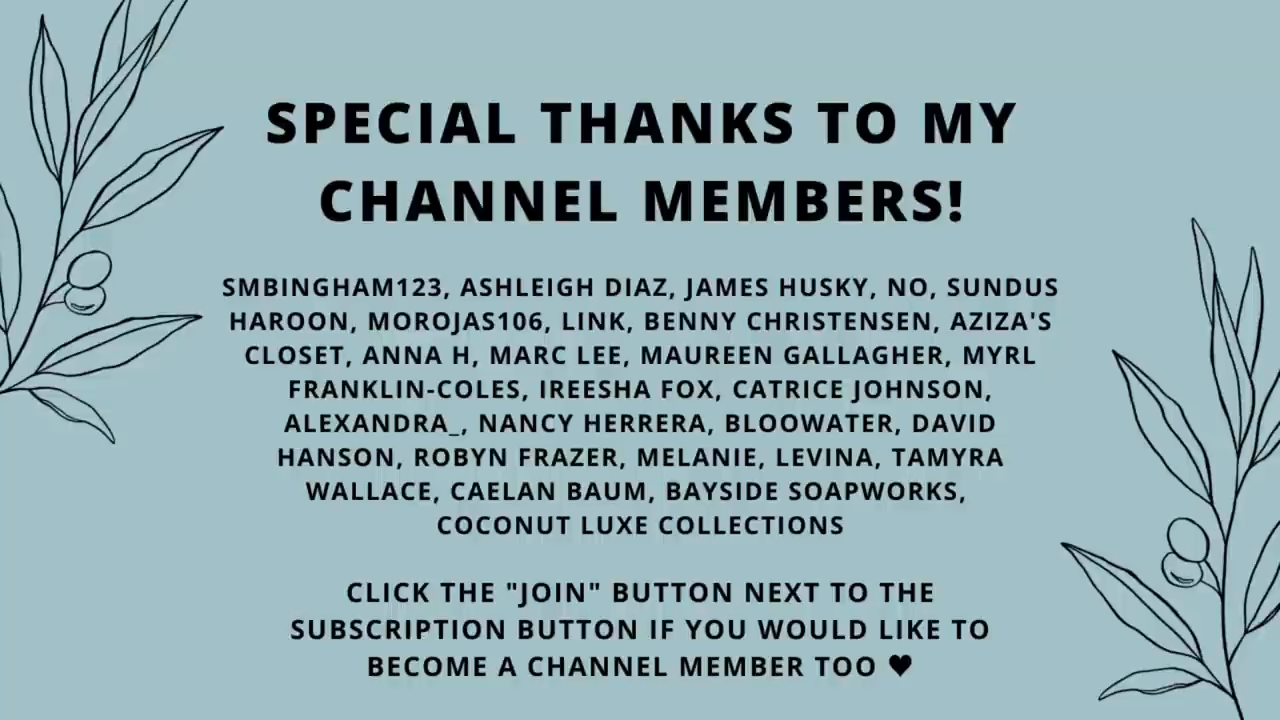 SPECIAL THANKS TO MY
CHANNEL MEMBERS!
SMBINGHAM123, ASHLEIGH DIAZ, JAMES HUSKY, NO, SUNDUS
HAROON, MOROJAS106, LINK, BENNY CHRISTENSEN, AZIZA'S
CLOSET, ANNA H, MARC LEE, MAUREEN GALLAGHER, MYRL
FRANKLIN-COLES, IREESHA FOX, CATRICE JOHNSON,
ALEXANDRA_, NANCY HERRERA, BLOOWATER, DAVID
HANSON, ROBYN FRAZER, MELANIE, LEVINA, TAMYRA
WALLACE, CAELAN BAUM, BAYSIDE SOAPWORKS,
COCONUT LUXE COLLECTIONS
CLICK THE "JOIN" BUTTON NEXT TO THE
SUBSCRIPTION BUTTON IF YOU WOULD LIKE TO
BECOME A CHANNEL MEMBER TOO ♥